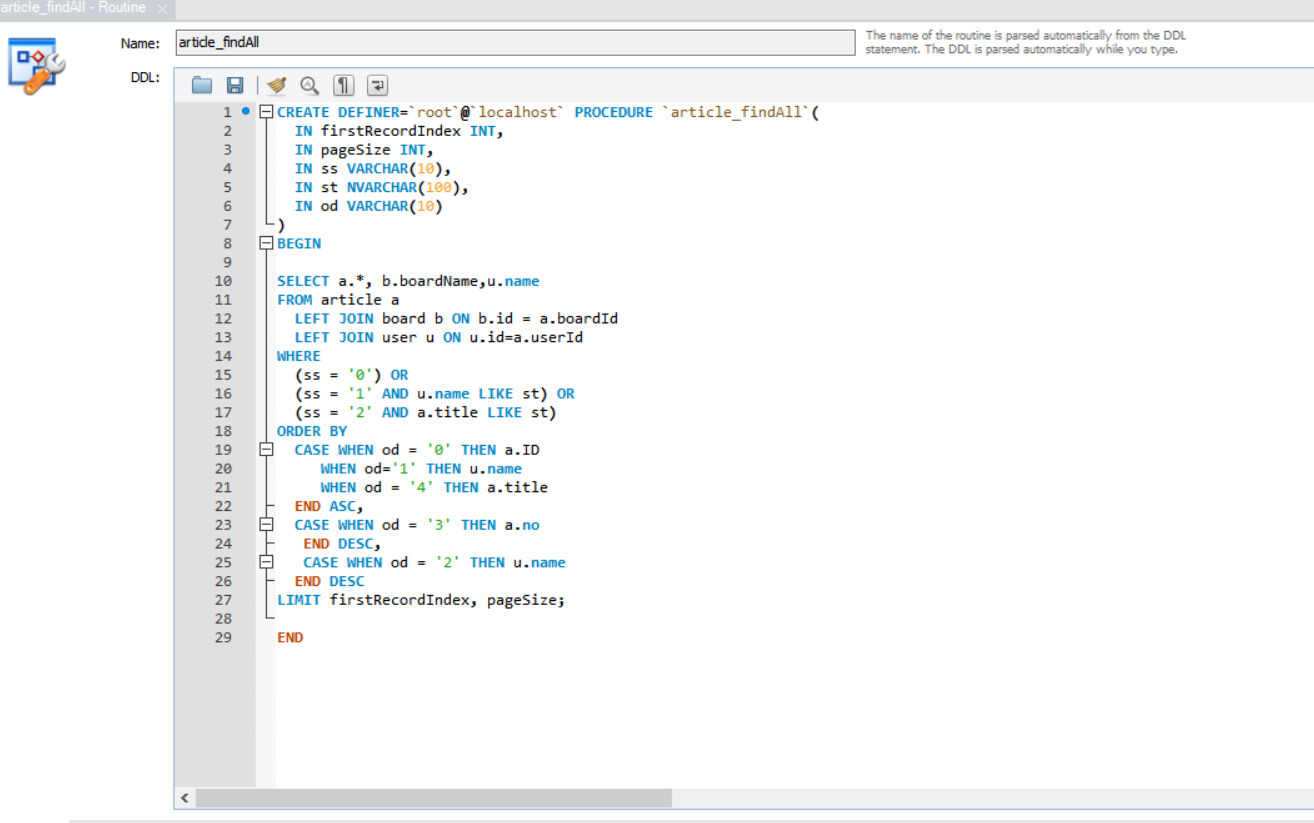 article_findAll - Routine ×
Name: article_findAll
The name of the routine is parsed automatically from the DDL
statement. The DDL is parsed automatically while you type.
DDL:
1 CREATE DEFINER=`root`@`localhost` PROCEDURE `article_findAll`(
2 IN firstRecordIndex INT,
3 IN pageSize INT,
4 IN ss VARCHAR(10),
5 IN st NVARCHAR(100),
6 IN od VARCHAR(10)
7 )
8 BEGIN
9
10 SELECT a.*, b.boardName,u.name
11 FROM article a
12 LEFT JOIN board b ON b.id = a.boardId
13 LEFT JOIN user u ON u.id=a.userId
14 WHERE
15 (ss = '0') OR
16 (ss = '1' AND u.name LIKE st) OR
17 (ss = '2' AND a.title LIKE st)
18 ORDER BY
19 CASE WHEN od = '0' THEN a.ID
20 WHEN od='1' THEN u.name
21 WHEN od = '4' THEN a.title
22 END ASC,
23 CASE WHEN od = '3' THEN a.no
24 END DESC,
25 CASE WHEN od = '2' THEN u.name
26 END DESC
27 LIMIT firstRecordIndex, pageSize;
28
29 END